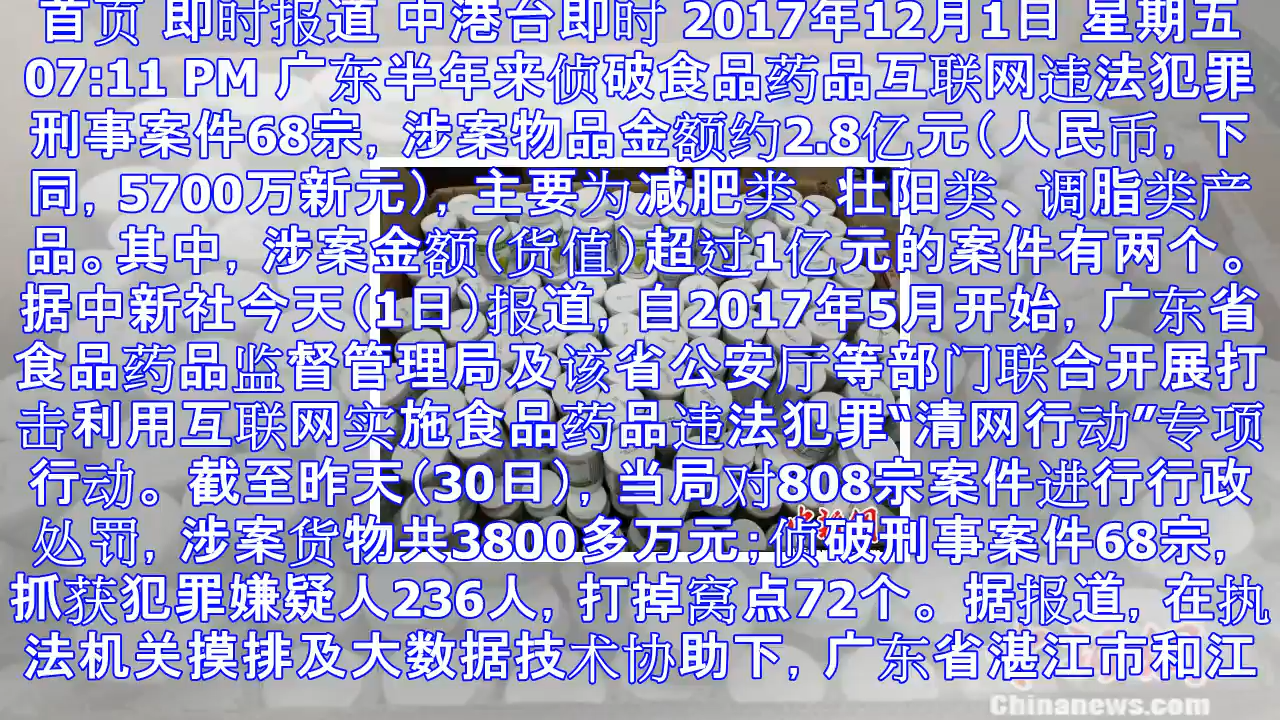 首页 即时报道 中港台即时 2017年12月1日 星期五
07:11 PM 广东半年来侦破食品药品互联网违法犯罪
刑事案件68宗, 涉案物品金额约2.8亿元(人民币, 下
同, 5700万新元), 主要为减肥类、壮阳类、调脂类产
品。其中, 涉案金额(货值)超过1亿元的案件有两个。
据中新社今天(1日)报道, 自2017年5月开始, 广东省
食品药品监督管理局及该省公安厅等部门联合开展打
击利用互联网实施食品药品违法犯罪“清网行动”专项
行动。截至昨天(30日), 当局对808宗案件进行行政
处罚, 涉案货物共3800多万元;侦破刑事案件68宗,
抓获犯罪嫌疑人236人, 打掉窝点72个。据报道, 在执
法机关摸排及大数据技术协助下, 广东省湛江市和江
中新网
Chinanews.com